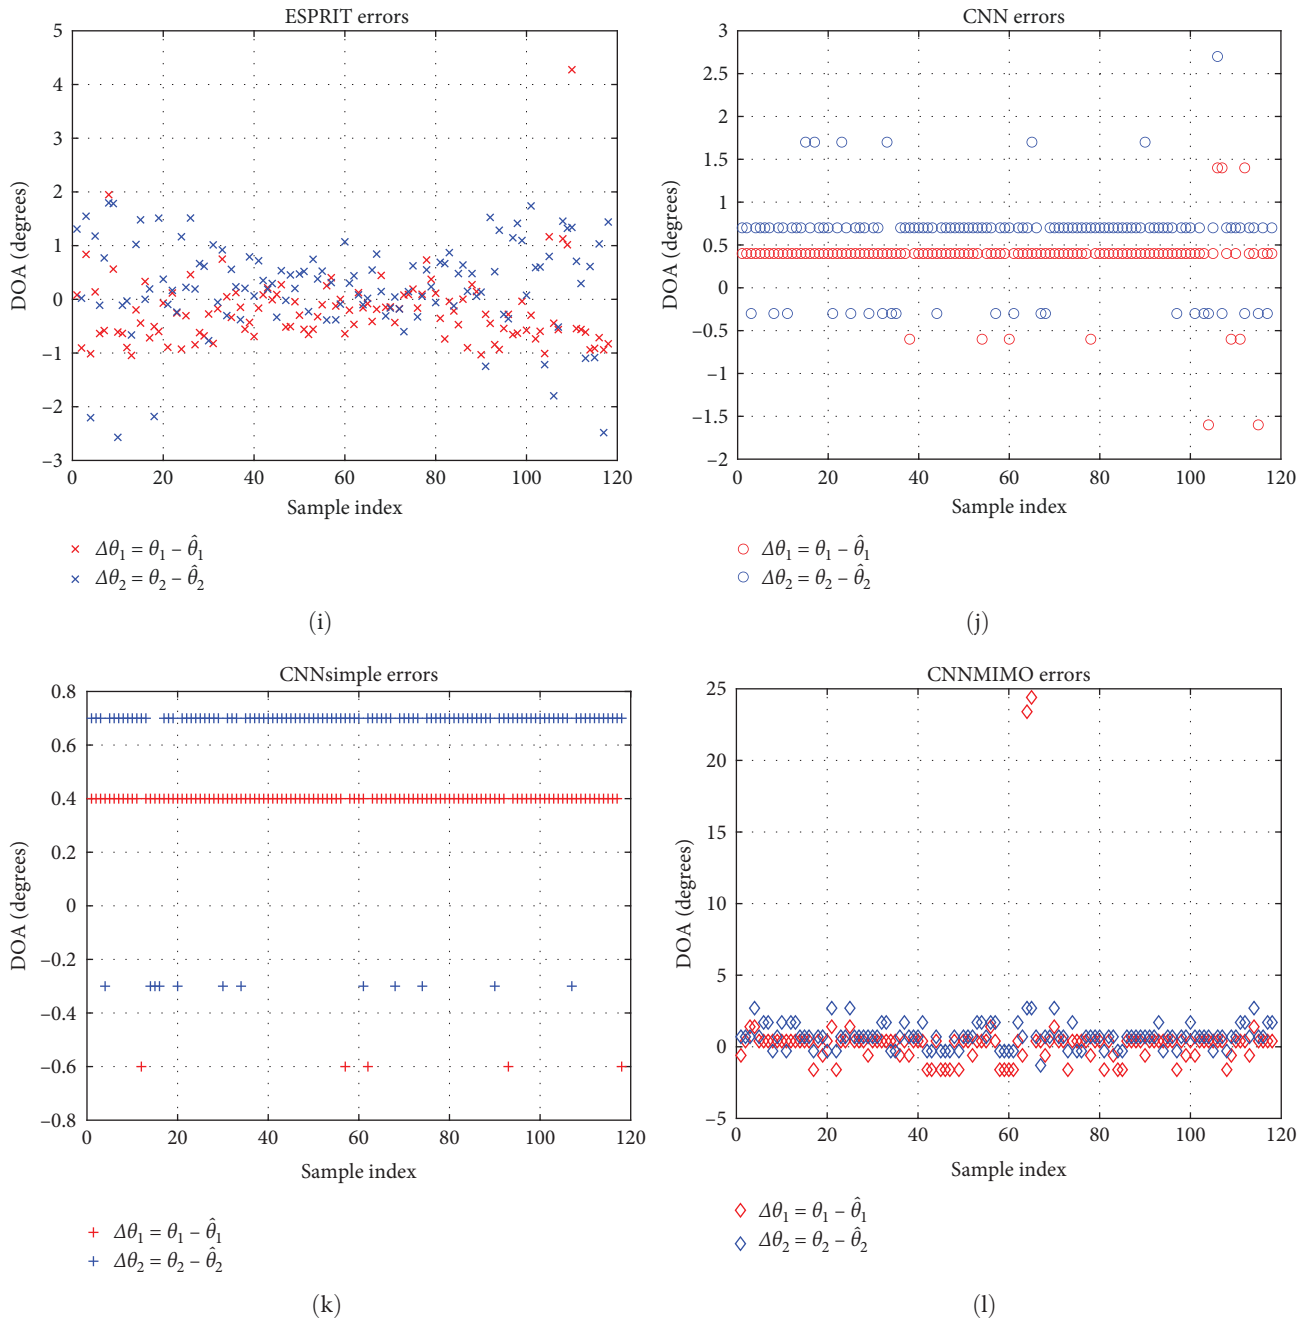 ESPRIT errors
5
4
3
2
1
0
–1
–2
–3
DOA (degrees)
0 20 40 60 80 100 120
Sample index
Δθ1 = θ1 – θ̂1
Δθ2 = θ2 – θ̂2
(i)
CNN errors
3
2.5
2
1.5
1
0.5
0
–0.5
–1
–1.5
–2
DOA (degrees)
0 20 40 60 80 100 120
Sample index
Δθ1 = θ1 – θ̂1
Δθ2 = θ2 – θ̂2
(j)
CNNsimple errors
0.8
0.6
0.4
0.2
0
–0.2
–0.4
–0.6
–0.8
DOA (degrees)
0 20 40 60 80 100 120
Sample index
Δθ1 = θ1 – θ̂1
Δθ2 = θ2 – θ̂2
(k)
CNNMIMO errors
25
20
15
10
5
0
–5
DOA (degrees)
0 20 40 60 80 100 120
Sample index
Δθ1 = θ1 – θ̂1
Δθ2 = θ2 – θ̂2
(l)